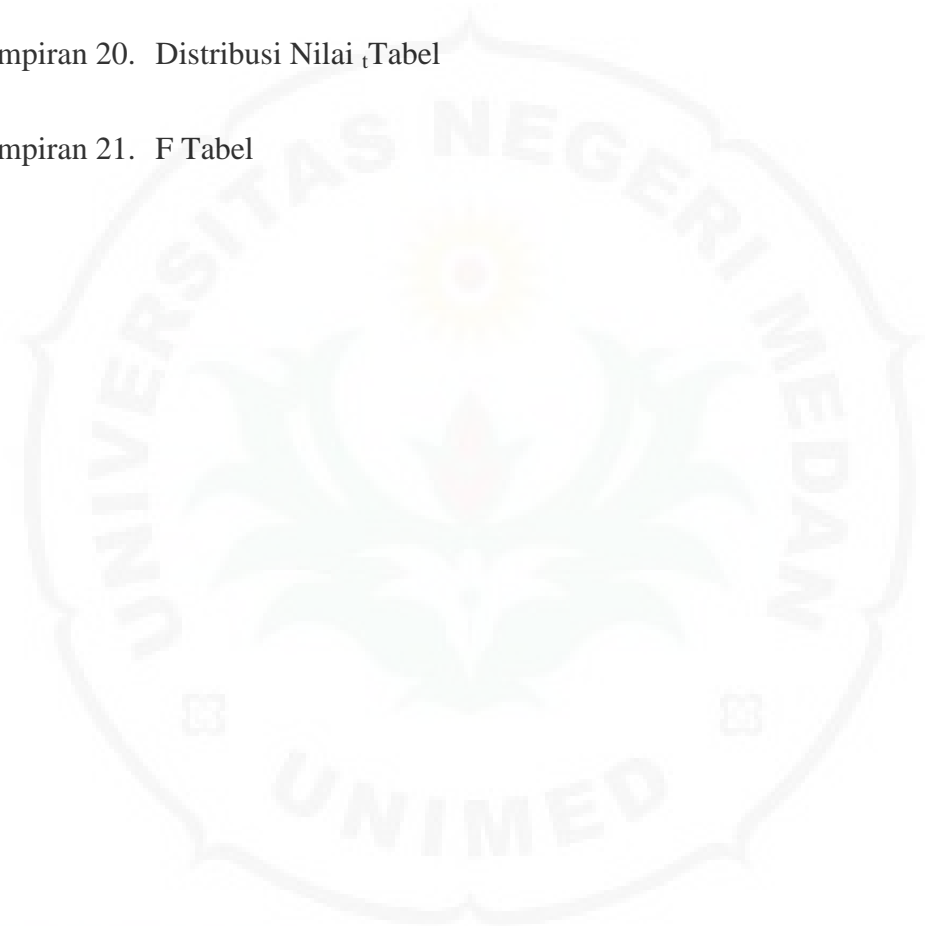 mpiran 20. Distribusi Nilai tTabel
mpiran 21. F Tabel
UNIVERSITAS NEGERI MEDAN
UNIMED